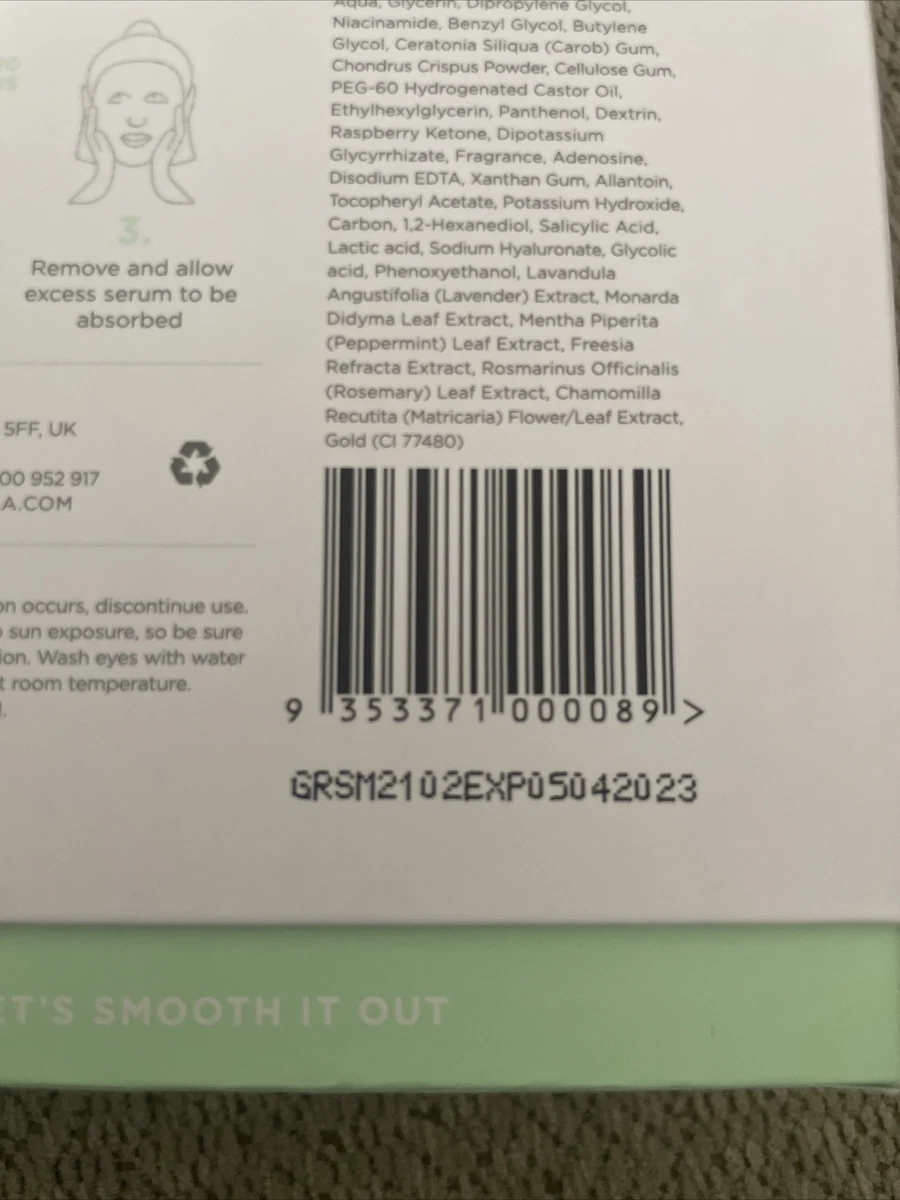 Aqua, Glycerin, Dipropylene Glycol,
Niacinamide, Benzyl Glycol, Butylene
Glycol, Ceratonia Siliqua (Carob) Gum,
Chondrus Crispus Powder, Cellulose Gum,
PEG-60 Hydrogenated Castor Oil,
Ethylhexylglycerin, Panthenol, Dextrin,
Raspberry Ketone, Dipotassium
Glycyrrhizate, Fragrance, Adenosine,
Disodium EDTA, Xanthan Gum, Allantoin,
Tocopheryl Acetate, Potassium Hydroxide,
Carbon, 1,2-Hexanediol, Salicylic Acid,
Lactic acid, Sodium Hyaluronate, Glycolic
acid, Phenoxyethanol, Lavandula
Angustifolia (Lavender) Extract, Monarda
Didyma Leaf Extract, Mentha Piperita
(Peppermint) Leaf Extract, Freesia
Refracta Extract, Rosmarinus Officinalis
(Rosemary) Leaf Extract, Chamomilla
Recutita (Matricaria) Flower/Leaf Extract,
Gold (CI 77480)
3.
Remove and allow
excess serum to be
absorbed
5FF, UK
00 952 917
A.COM
on occurs, discontinue use.
sun exposure, so be sure
ion. Wash eyes with water
t room temperature.
9 353371 000089 >
GRSM2102EXP05042023
ET'S SMOOTH IT OUT